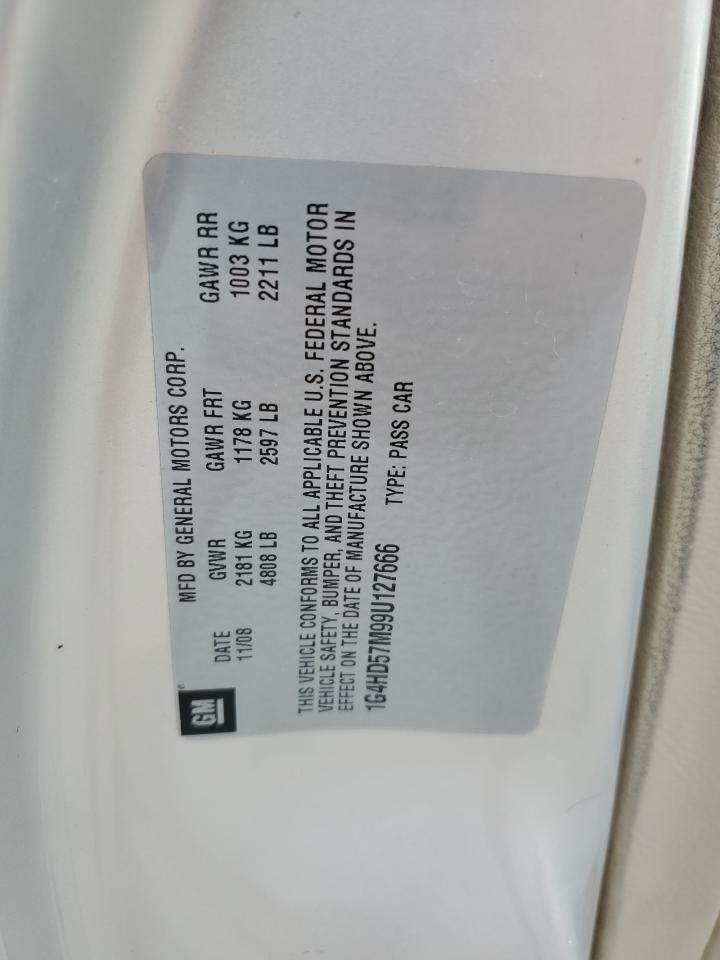 GM®
MFD BY GENERAL MOTORS CORP.
DATE GVWR GAWR FRT GAWR RR
11/08 2181 KG 1178 KG 1003 KG
4808 LB 2597 LB 2211 LB
THIS VEHICLE CONFORMS TO ALL APPLICABLE U.S. FEDERAL MOTOR
VEHICLE SAFETY, BUMPER, AND THEFT PREVENTION STANDARDS IN
EFFECT ON THE DATE OF MANUFACTURE SHOWN ABOVE.
1G4HD57M99U127666 TYPE: PASS CAR